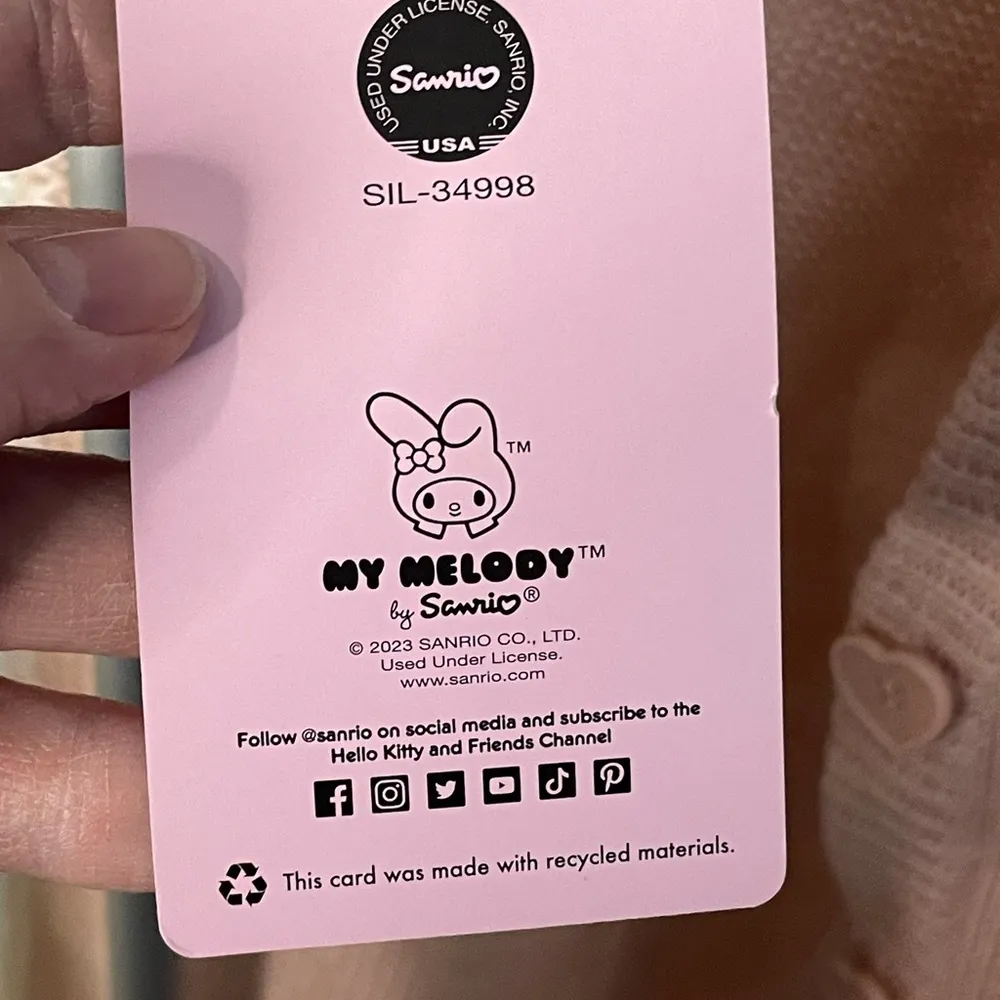 USED UNDER LICENSE, SANRIO, INC.
Sanrio
USA
SIL-34998
TM
MY MELODY™
by Sanrio®
© 2023 SANRIO CO., LTD.
Used Under License.
www.sanrio.com
Follow @sanrio on social media and subscribe to the
Hello Kitty and Friends Channel
This card was made with recycled materials.